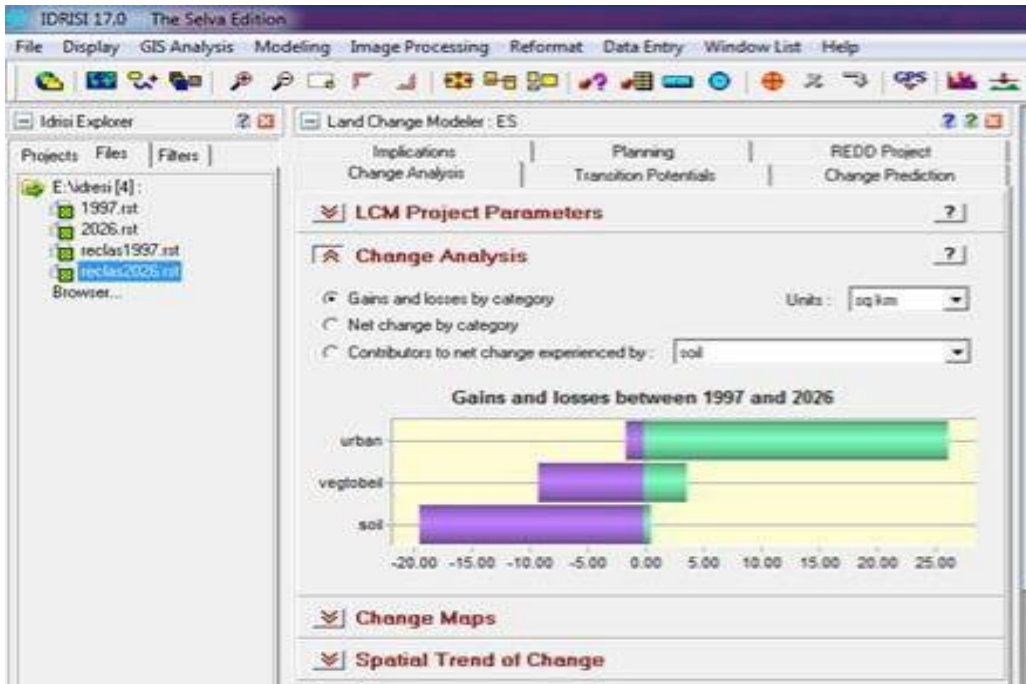 IDRISI 17.0 The Selva Edition
File Display GIS Analysis Modeling Image Processing Reformat Data Entry Window List Help
GPS
Idrisi Explorer
Projects Files Filters
E:\idresi [4] :
1997.rst
2026.rst
reclas1997.rst
reclas2026.rst
Browser...
Land Change Modeler : ES
Implications Planning REDD Project
Change Analysis Transition Potentials Change Prediction
LCM Project Parameters ?
Change Analysis ?
Gains and losses by category Units : sq km
Net change by category
Contributors to net change experienced by : soil
Gains and losses between 1997 and 2026
urban
vegtobeil
soil
-20.00 -15.00 -10.00 -5.00 0.00 5.00 10.00 15.00 20.00 25.00
Change Maps
Spatial Trend of Change